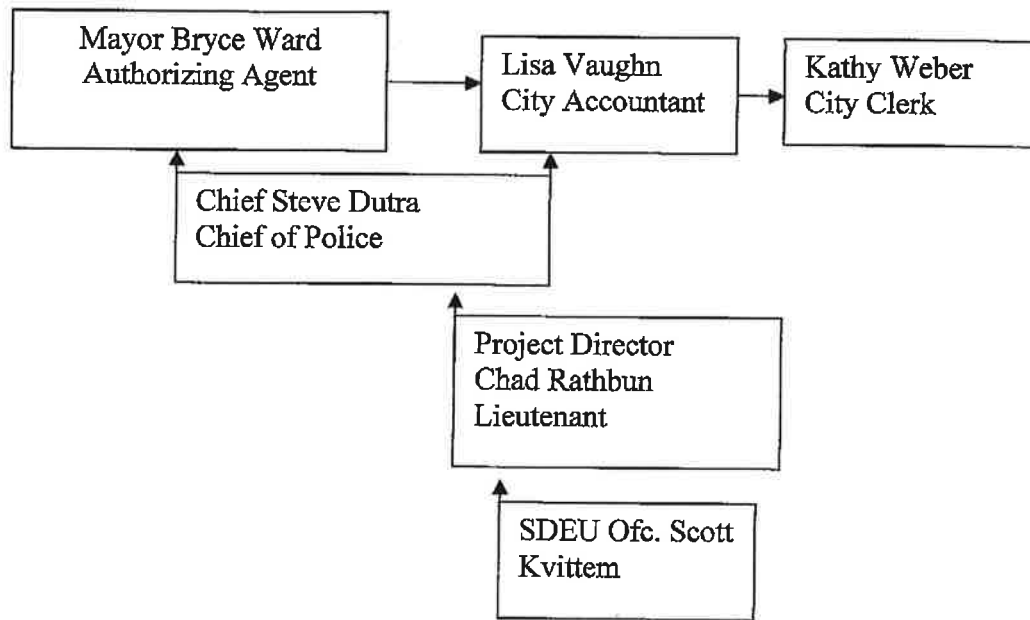 Mayor Bryce Ward
Authorizing Agent
Lisa Vaughn
City Accountant
Kathy Weber
City Clerk
Chief Steve Dutra
Chief of Police
Project Director
Chad Rathbun
Lieutenant
SDEU Ofc. Scott
Kvittem